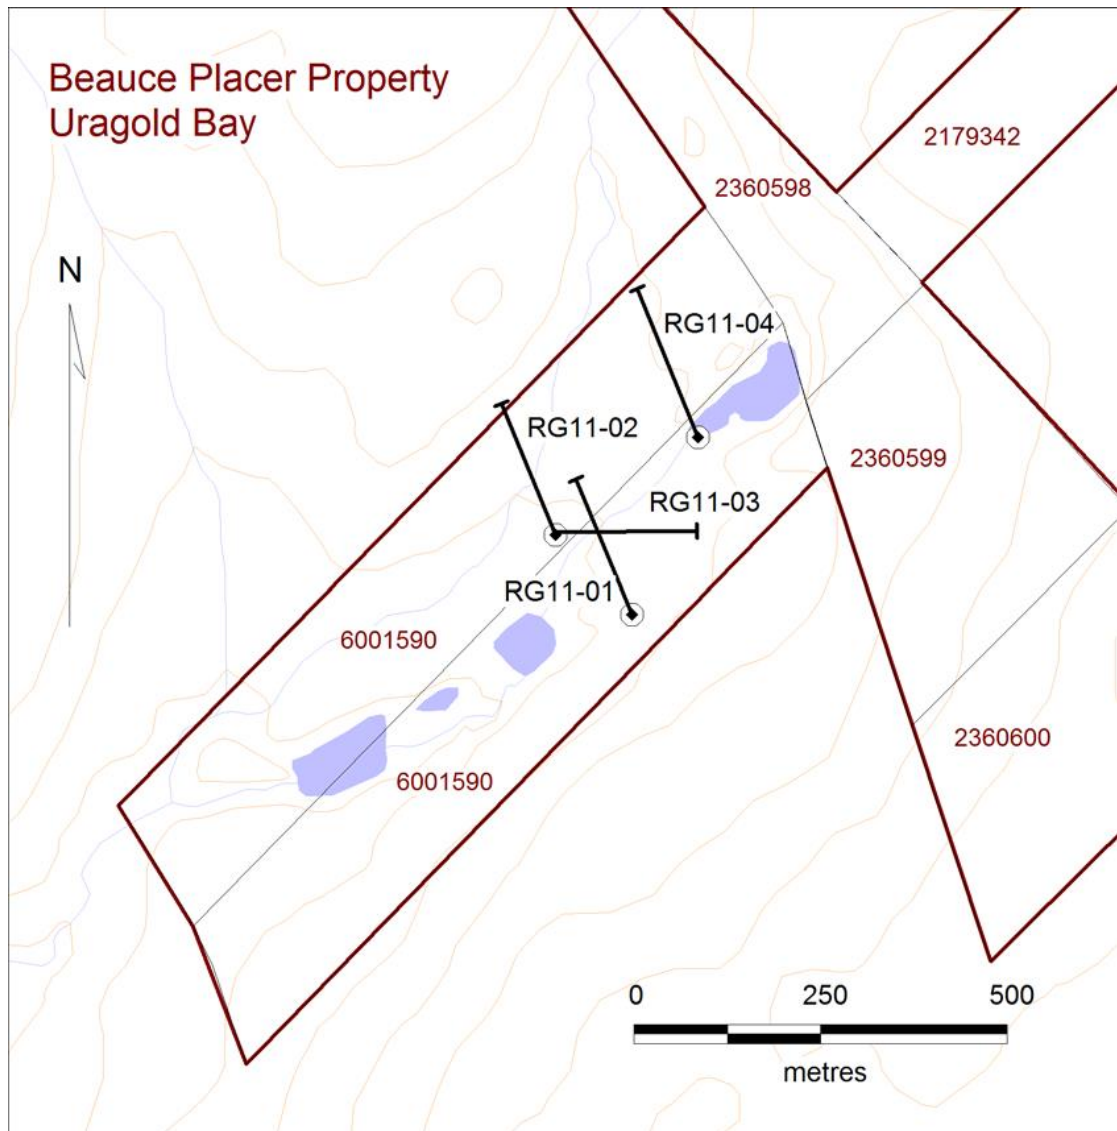 Beauce Placer Property
Uragold Bay
2179342
2360598
N
RG11-04
RG11-02
2360599
RG11-03
RG11-01
6001590
2360600
6001590
0 250 500
metres